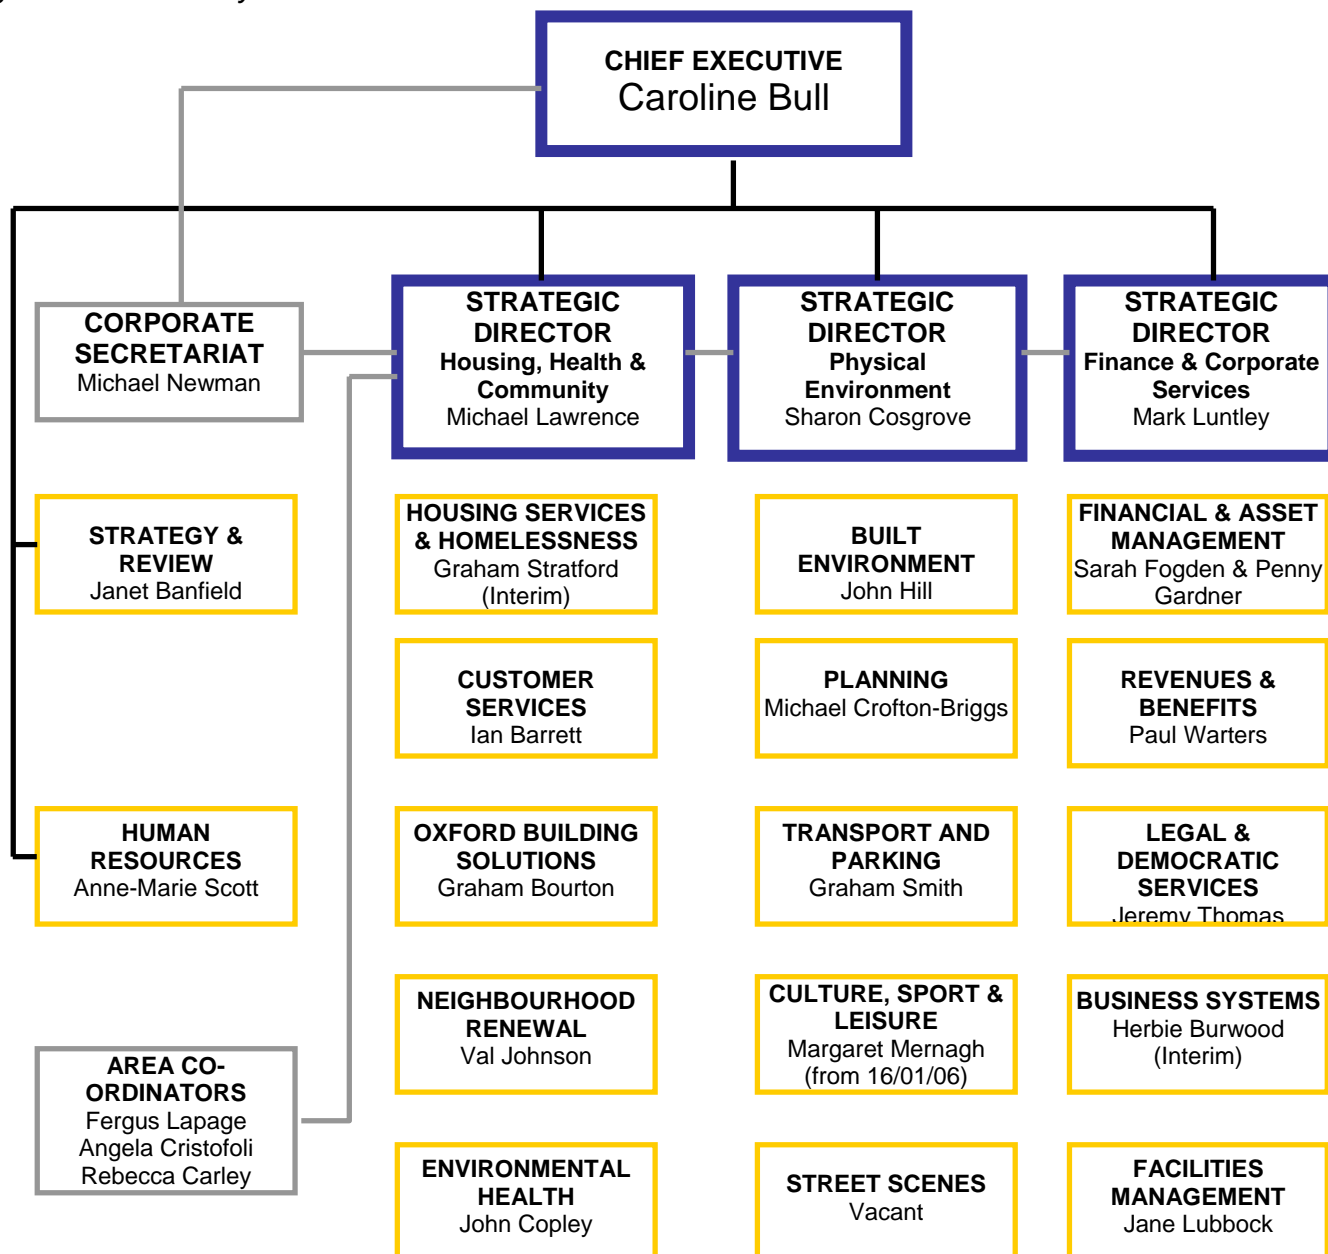 CHIEF EXECUTIVE
Caroline Bull
CORPORATE
SECRETARIAT
Michael Newman
STRATEGIC
DIRECTOR
Housing, Health &
Community
Michael Lawrence
STRATEGIC
DIRECTOR
Physical
Environment
Sharon Cosgrove
STRATEGIC
DIRECTOR
Finance & Corporate
Services
Mark Luntley
STRATEGY &
REVIEW
Janet Banfield
HOUSING SERVICES
& HOMELESSNESS
Graham Stratford
(Interim)
BUILT
ENVIRONMENT
John Hill
FINANCIAL & ASSET
MANAGEMENT
Sarah Fogden & Penny
Gardner
CUSTOMER
SERVICES
Ian Barrett
PLANNING
Michael Crofton-Briggs
REVENUES &
BENEFITS
Paul Warters
HUMAN
RESOURCES
Anne-Marie Scott
OXFORD BUILDING
SOLUTIONS
Graham Bourton
TRANSPORT AND
PARKING
Graham Smith
LEGAL &
DEMOCRATIC
SERVICES
Jeremy Thomas
NEIGHBOURHOOD
RENEWAL
Val Johnson
CULTURE, SPORT &
LEISURE
Margaret Mernagh
(from 16/01/06)
BUSINESS SYSTEMS
Herbie Burwood
(Interim)
AREA CO-
ORDINATORS
Fergus Lapage
Angela Cristofoli
Rebecca Carley
ENVIRONMENTAL
HEALTH
John Copley
STREET SCENES
Vacant
FACILITIES
MANAGEMENT
Jane Lubbock